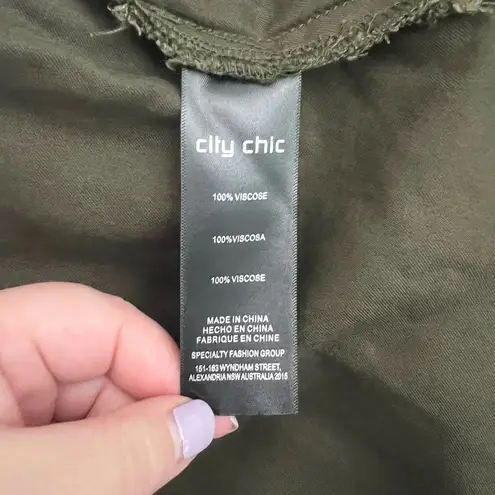 city chic
100% VISCOSE
100%VISCOSA
100% VISCOSE
MADE IN CHINA
HECHO EN CHINA
FABRIQUE EN CHINE
SPECIALTY FASHION GROUP
151-163 WYNDHAM STREET,
ALEXANDRIA NSW AUSTRALIA 2015